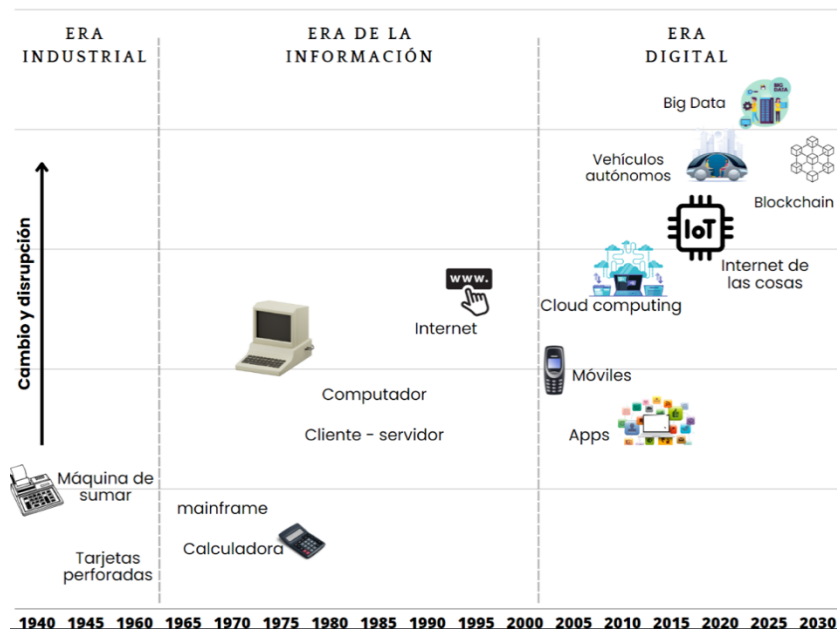 ERA
INDUSTRIAL
ERA DE LA
INFORMACIÓN
ERA
DIGITAL
Big Data
BIG
DATA
Vehículos
autónomos
Blockchain
IoT
Internet de
las cosas
Cloud computing
www.
Internet
Cambio y disrupción
Computador
Móviles
Cliente - servidor
Apps
Máquina de
sumar
mainframe
Calculadora
Tarjetas
perforadas
1940 1945 1960 1965 1970 1975 1980 1985 1990 1995 2000 2005 2010 2015 2020 2025 2030